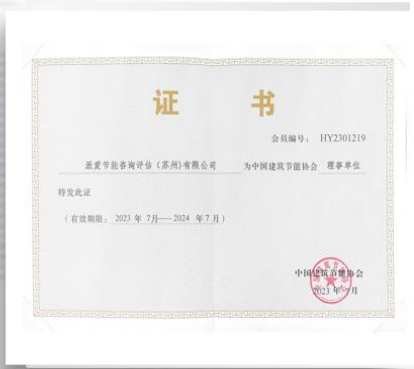 证 书
会员编号： HY2301219
派爱节能咨询评估（苏州)有限公司 为中国建筑节能协会 理事单位
特发此证
（有效期限： 2023 年 7月——2024 年7月）
中国建筑节能协会
2023 年 7月